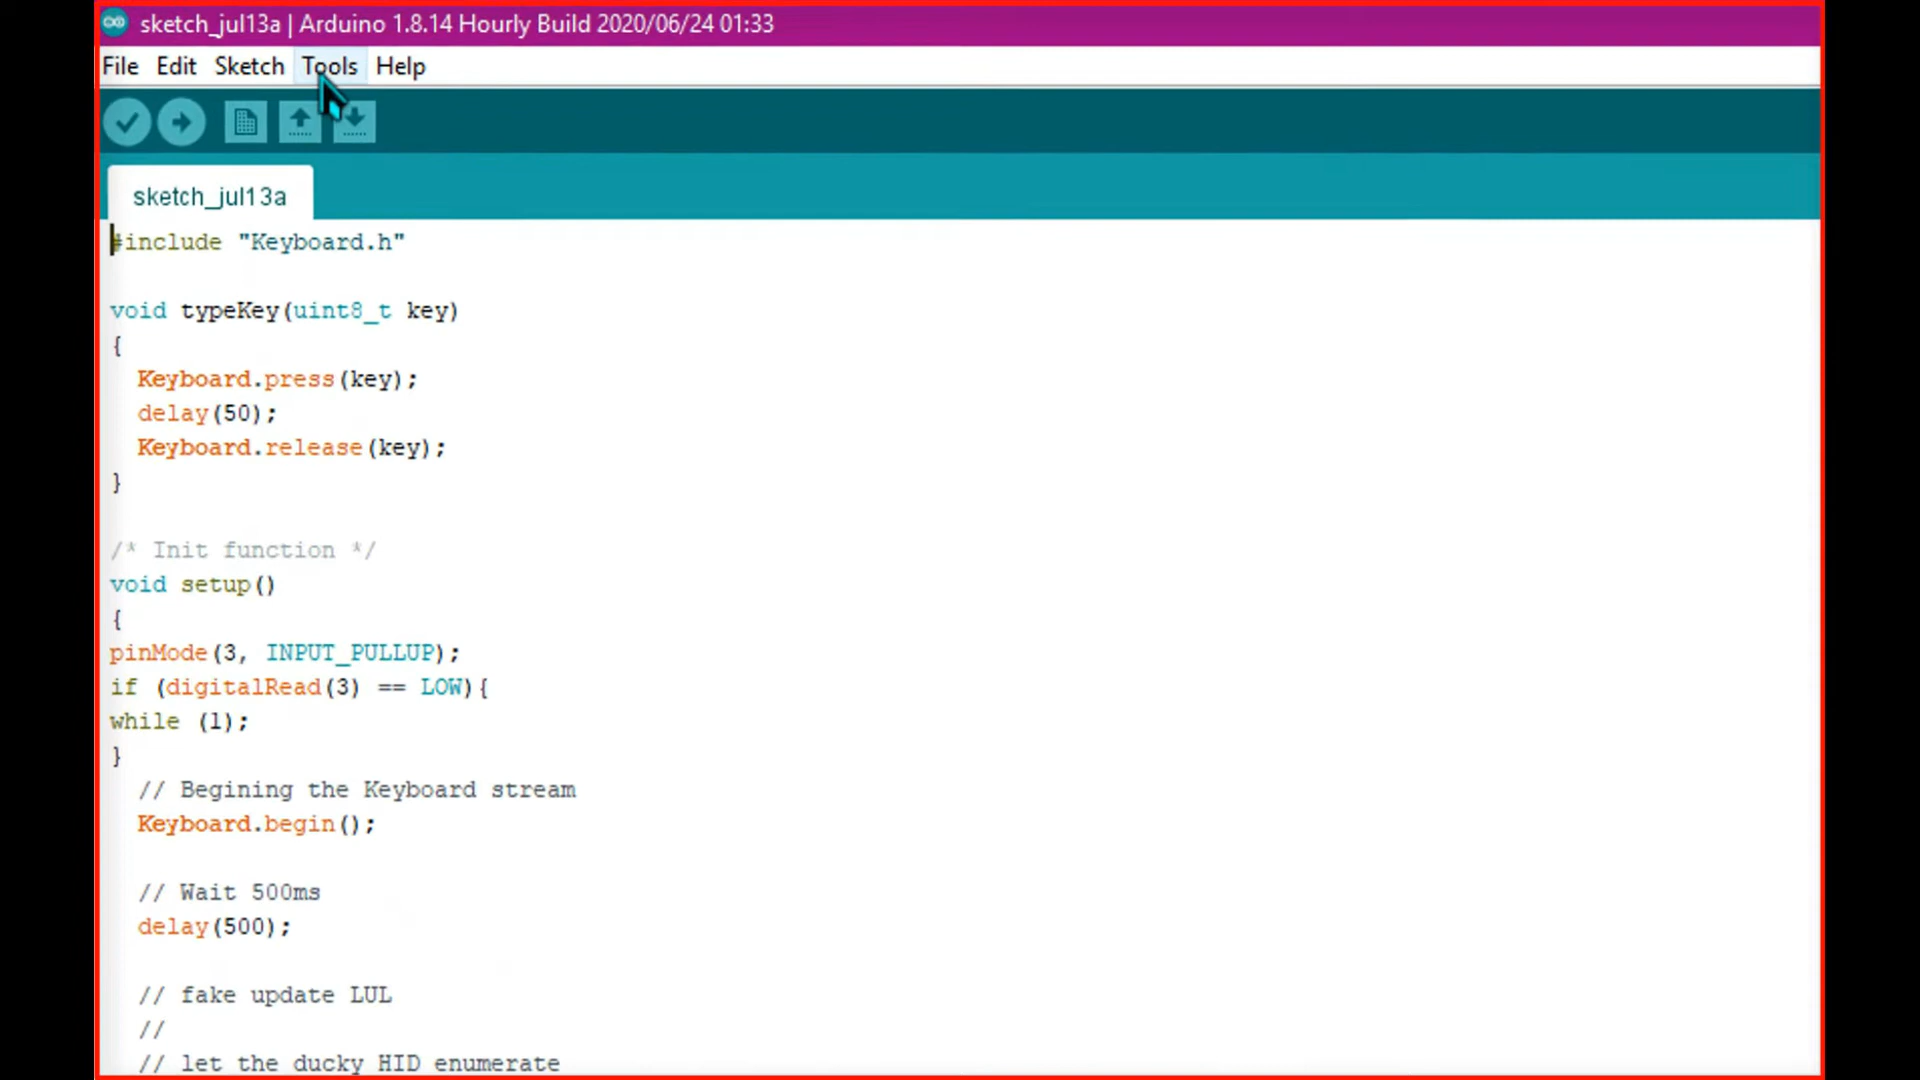 sketch_jul13a | Arduino 1.8.14 Hourly Build 2020/06/24 01:33
File Edit Sketch Tools Help
sketch_jul13a
#include "Keyboard.h"
void typeKey(uint8_t key)
{
Keyboard.press(key);
delay(50);
Keyboard.release(key);
}
/* Init function */
void setup()
{
pinMode(3, INPUT_PULLUP);
if (digitalRead(3) == LOW){
while (1);
}
// Begining the Keyboard stream
Keyboard.begin();
// Wait 500ms
delay(500);
// fake update LUL
//
// let the ducky HID enumerate